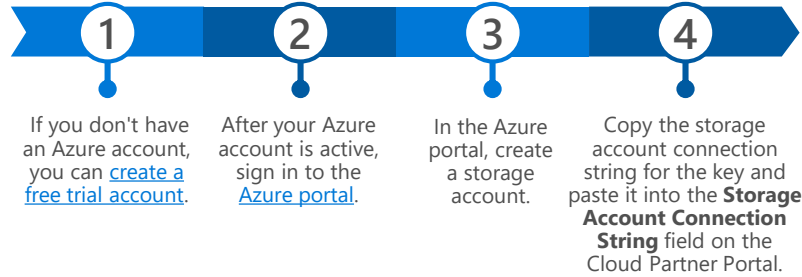 1
If you don't have
an Azure account,
you can create a
free trial account.
2
After your Azure
account is active,
sign in to the
Azure portal.
3
In the Azure
portal, create
a storage
account.
4
Copy the storage
account connection
string for the key and
paste it into the Storage
Account Connection
String field on the
Cloud Partner Portal.